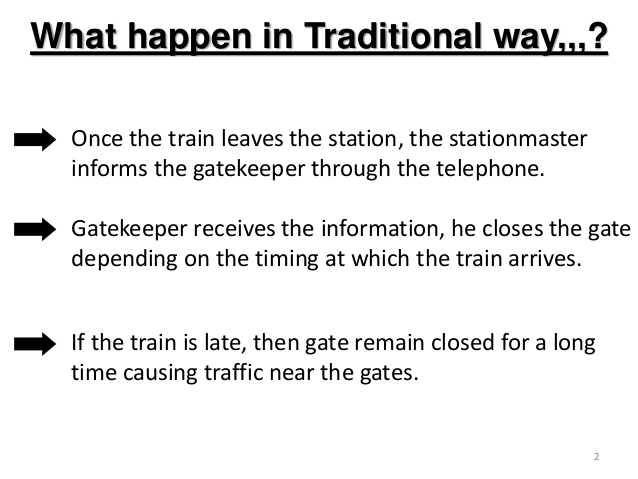 What happen in Traditional way,,,?
Once the train leaves the station, the stationmaster
informs the gatekeeper through the telephone.
Gatekeeper receives the information, he closes the gate
depending on the timing at which the train arrives.
If the train is late, then gate remain closed for a long
time causing traffic near the gates.
2